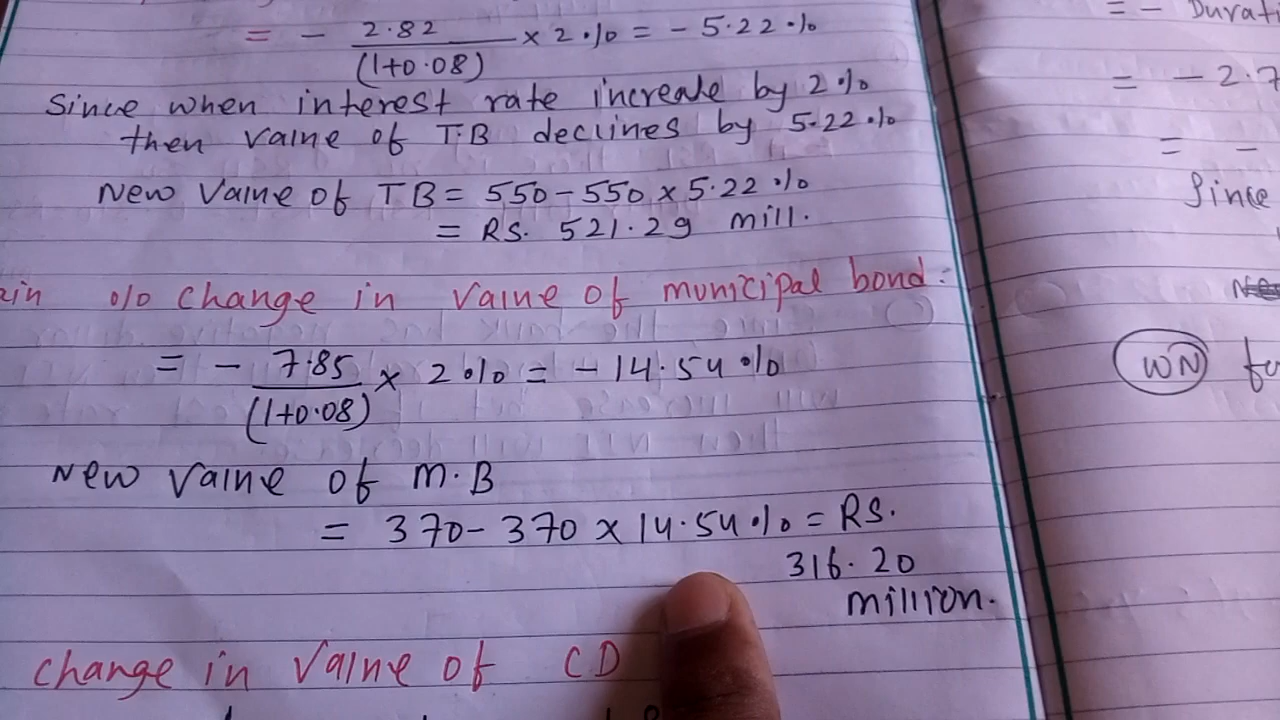 = - 2.82 / (1+0.08) × 2% = - 5.22%
Since when interest rate increase by 2%
then value of T.B declines by 5.22%
New Value of TB = 550 - 550 × 5.22%
= RS. 521.29 mill.
% change in value of municipal bond:
= - 7.85 / (1+0.08) × 2% = - 14.54%
New value of M.B
= 370 - 370 × 14.54% = RS.
316.20
million.
change in value of CD
= -
= - 2.7
= -
Since
WN